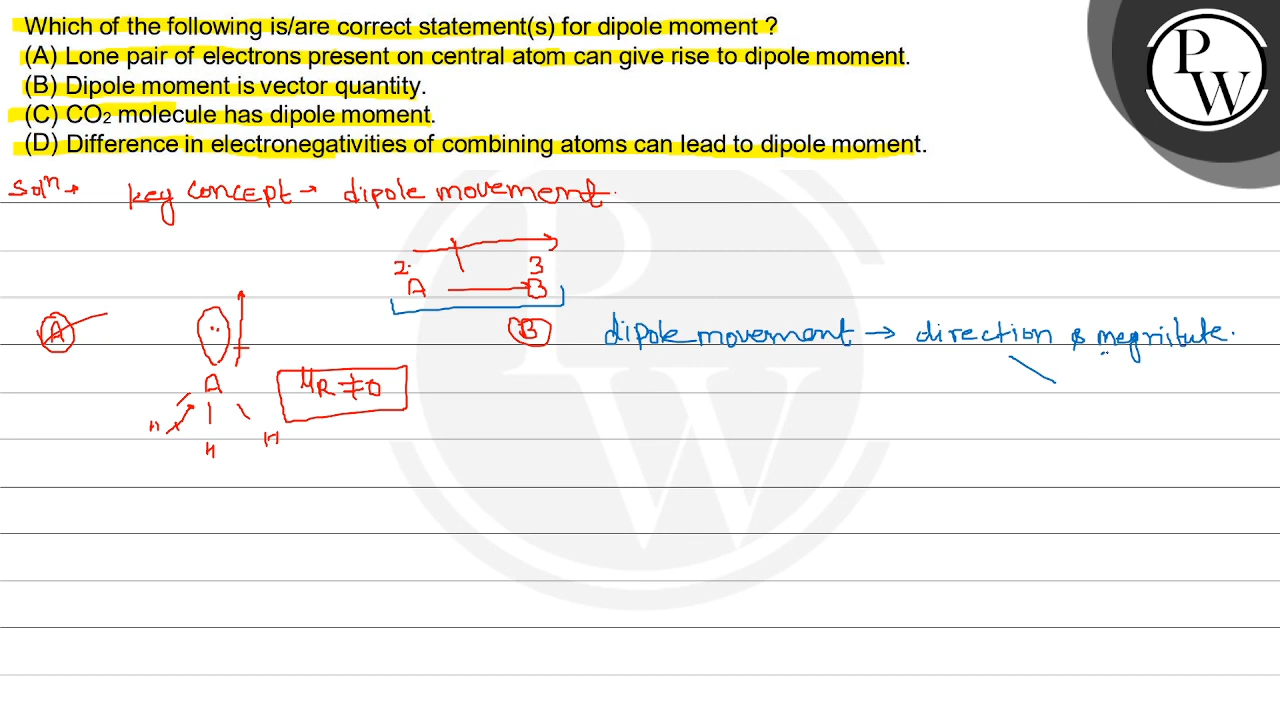 Which of the following is/are correct statement(s) for dipole moment ?
(A) Lone pair of electrons present on central atom can give rise to dipole moment.
(B) Dipole moment is vector quantity.
(C) CO₂ molecule has dipole moment.
(D) Difference in electronegativities of combining atoms can lead to dipole moment.
P
W
Solⁿ → key concept → dipole movement.
2. 3
A → B
A
B dipole movement → direction & megnitute.
A
μR ≠ 0
H H
H